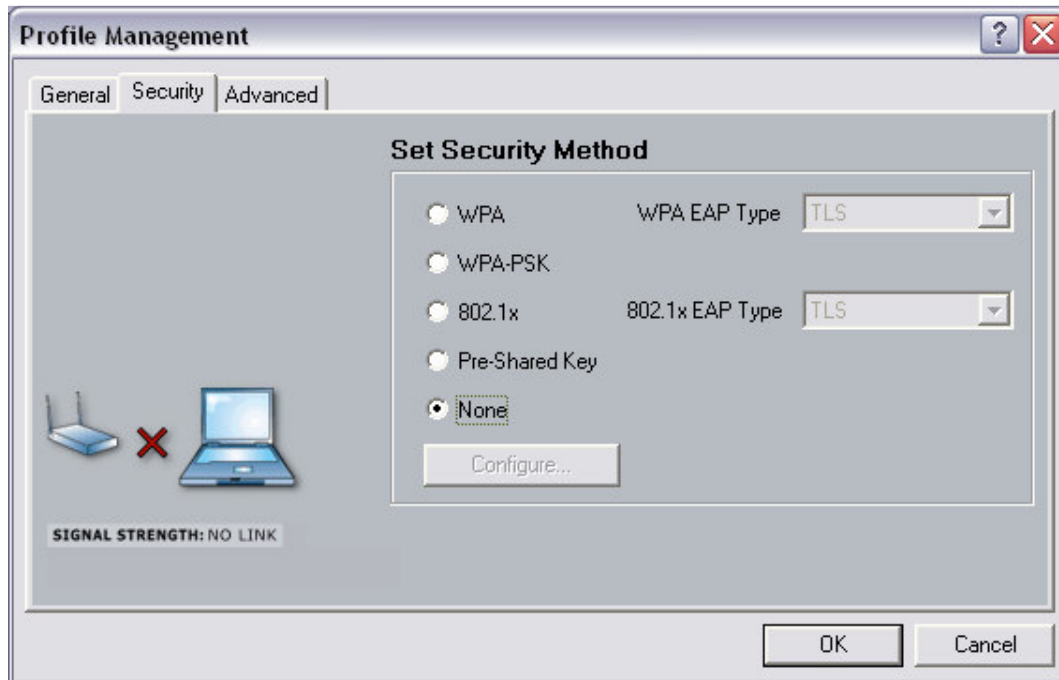 Profile Management
General Security Advanced
Set Security Method
WPA WPA EAP Type TLS
WPA-PSK
802.1x 802.1x EAP Type TLS
Pre-Shared Key
None
Configure...
SIGNAL STRENGTH: NO LINK
OK Cancel